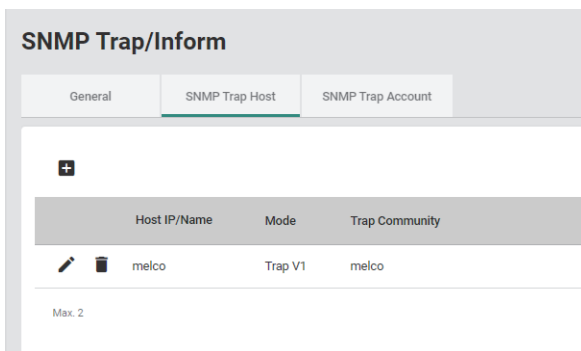 SNMP Trap/Inform
General SNMP Trap Host SNMP Trap Account
Host IP/Name Mode Trap Community
melco Trap V1 melco
Max. 2